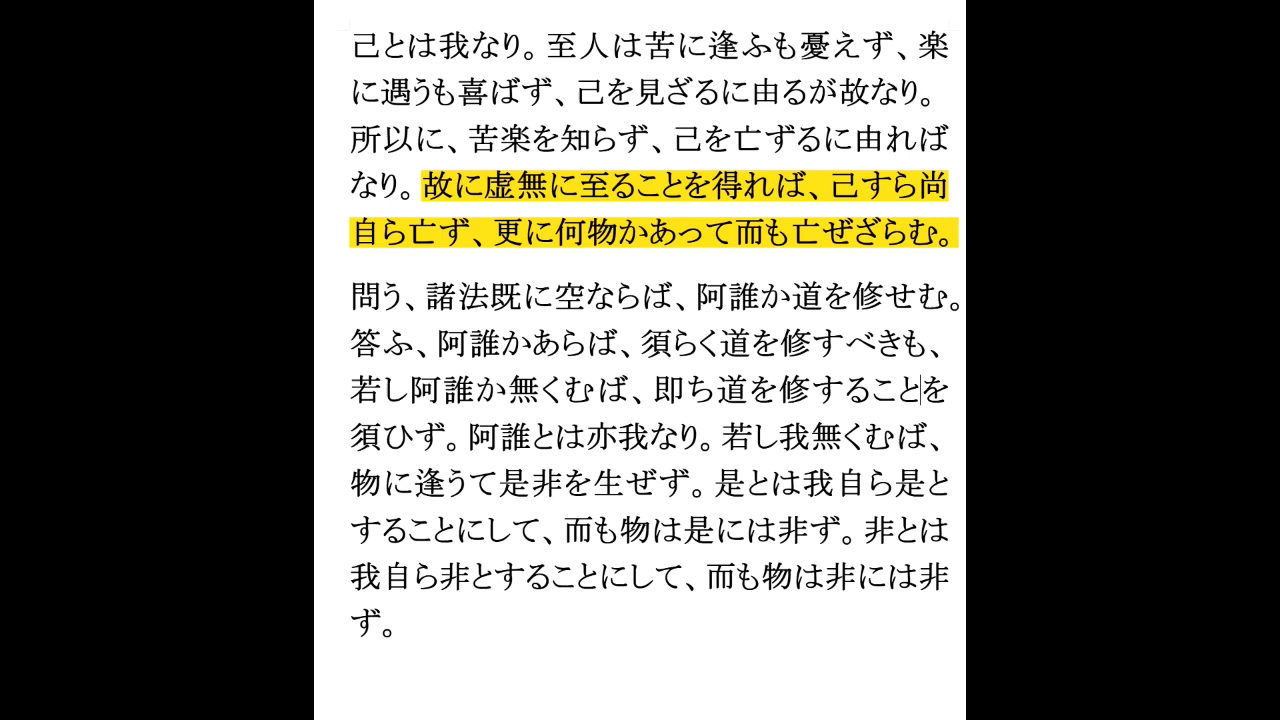 己とは我なり。至人は苦に逢ふも憂えず、楽
に遇うも喜ばず、己を見ざるに由るが故なり。
所以に、苦楽を知らず、己を亡ずるに由れば
なり。故に虚無に至ることを得れば、己すら尚
自ら亡ず、更に何物かあって而も亡ぜざらむ。
問う、諸法既に空ならば、阿誰か道を修せむ。
答ふ、阿誰かあらば、須らく道を修すべきも、
若し阿誰か無くむば、即ち道を修することを
須ひず。阿誰とは亦我なり。若し我無くむば、
物に逢うて是非を生ぜず。是とは我自ら是と
することにして、而も物は是には非ず。非とは
我自ら非とすることにして、而も物は非には非
ず。